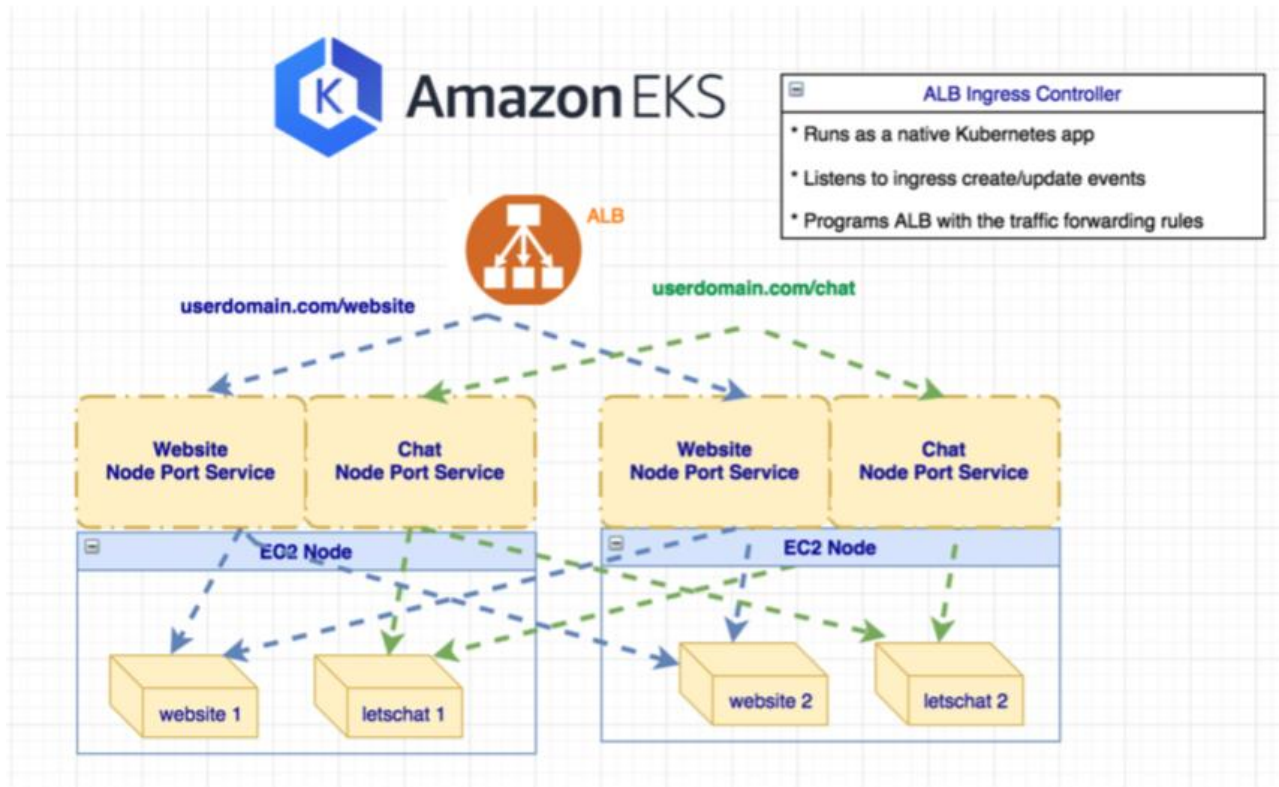 K
Amazon EKS
ALB Ingress Controller
* Runs as a native Kubernetes app
* Listens to ingress create/update events
* Programs ALB with the traffic forwarding rules
ALB
userdomain.com/website
userdomain.com/chat
Website
Node Port Service
Chat
Node Port Service
Website
Node Port Service
Chat
Node Port Service
EC2 Node
EC2 Node
website 1
letschat 1
website 2
letschat 2